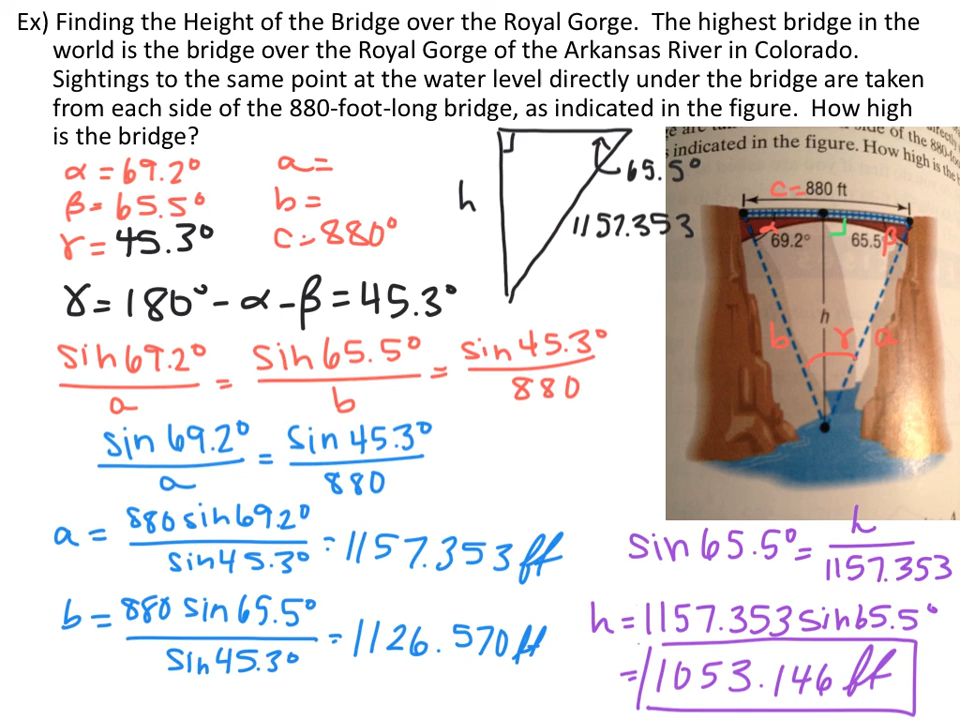 Ex) Finding the Height of the Bridge over the Royal Gorge. The highest bridge in the
world is the bridge over the Royal Gorge of the Arkansas River in Colorado.
Sightings to the same point at the water level directly under the bridge are taken
from each side of the 880-foot-long bridge, as indicated in the figure. How high
is the bridge?
α = 69.2° a =
β = 65.5° b =
γ = 45.3° c = 880°
h
65.5°
1157.353
of the 880-
indicated in the figure. How high is the
c = 880 ft
α
69.2°
65.5
β
h
b γ a
γ = 180° - α - β = 45.3°
sin 69.2° / a = sin 65.5° / b = sin 45.3° / 880
sin 69.2° / a = sin 45.3° / 880
a = 880 sin 69.2° / sin 45.3° = 1157.353 ft
b = 880 sin 65.5° / sin 45.3° = 1126.570 ft
sin 65.5° = h / 1157.353
h = 1157.353 sin 65.5°
= 1053.146 ft